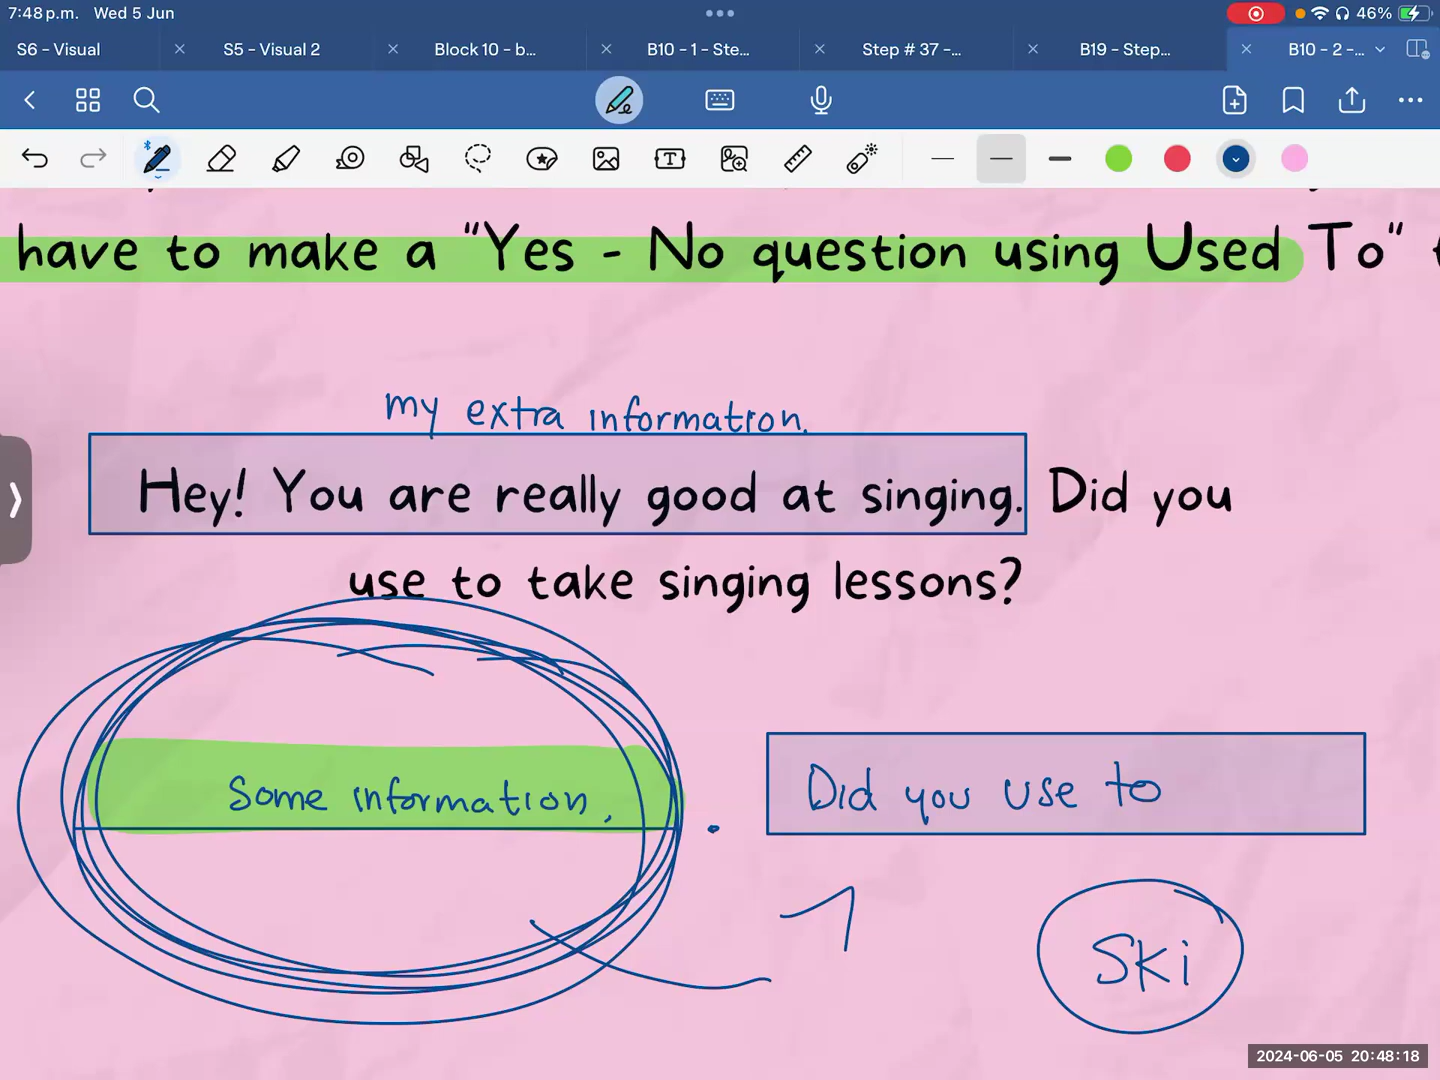 7:48 p.m. Wed 5 Jun
46%
S6 - Visual
S5 - Visual 2
Block 10 - b...
B10 - 1 - Ste...
Step # 37 -...
B19 - Step...
B10 - 2 -...
have to make a "Yes - No question using Used To"
my extra information.
Hey! You are really good at singing. Did you
use to take singing lessons?
Some information,
. Did you use to
Ski
2024-06-05 20:48:18